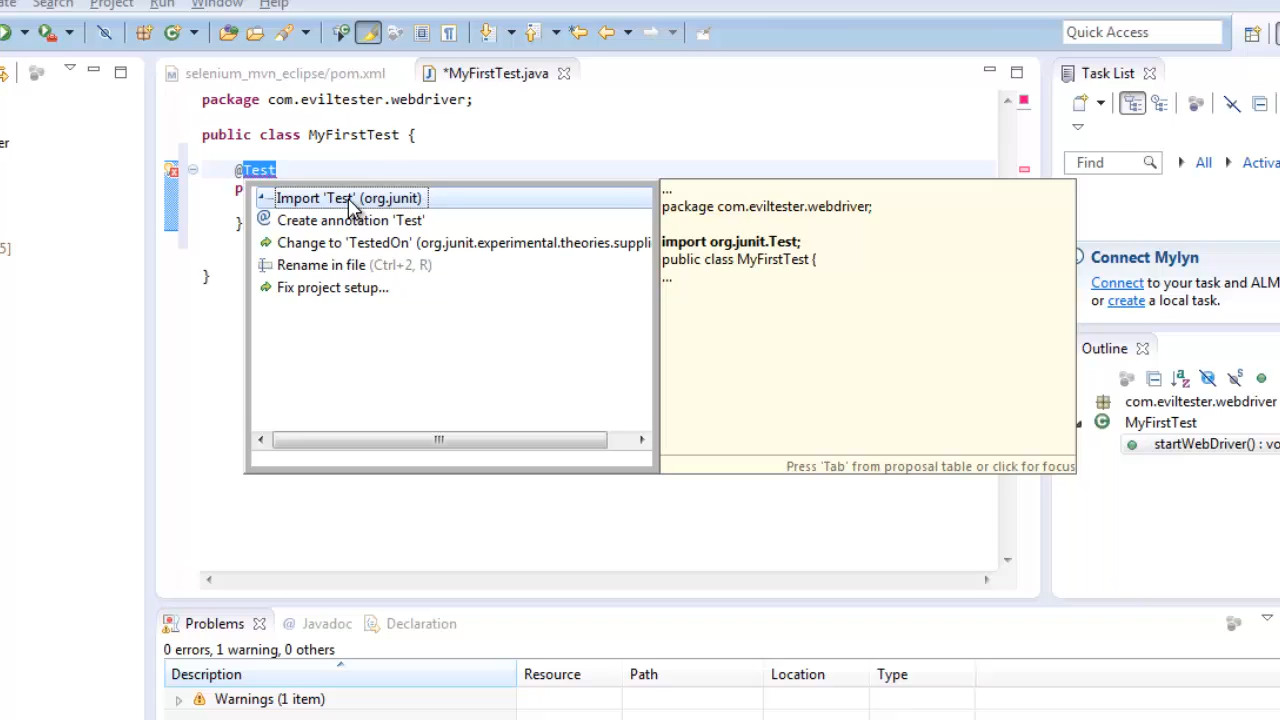 ate Search Project Run Window Help
Quick Access
selenium_mvn_eclipse/pom.xml
*MyFirstTest.java
Task List
package com.eviltester.webdriver;
public class MyFirstTest {
@Test
Find
All
Activa
P
}
}
er
5]
Import 'Test' (org.junit)
Create annotation 'Test'
Change to 'TestedOn' (org.junit.experimental.theories.suppli
Rename in file (Ctrl+2, R)
Fix project setup...
...
package com.eviltester.webdriver;
import org.junit.Test;
public class MyFirstTest {
...
Press 'Tab' from proposal table or click for focus
Connect Mylyn
Connect to your task and ALM
or create a local task.
Outline
com.eviltester.webdriver
MyFirstTest
startWebDriver() : vo
Problems
@ Javadoc
Declaration
0 errors, 1 warning, 0 others
Description Resource Path Location Type
Warnings (1 item)